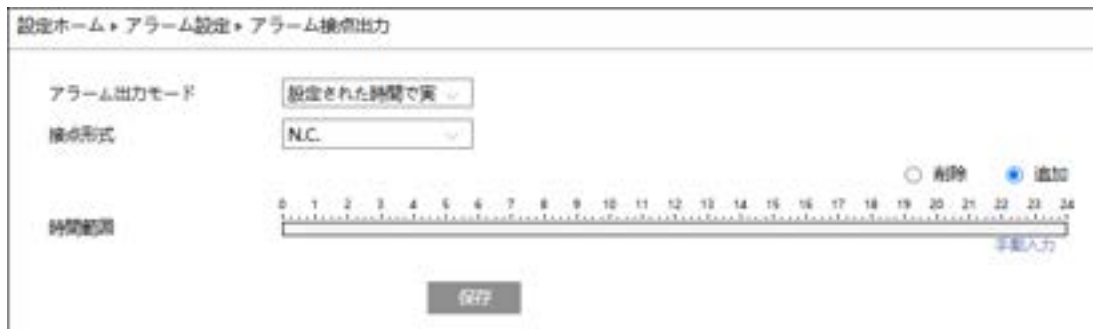 設定ホーム ▸ アラーム設定 ▸ アラーム接点出力
アラーム出力モード 設定された時間で実
接点形式 N.C.
削除 追加
0 1 2 3 4 5 6 7 8 9 10 11 12 13 14 15 16 17 18 19 20 21 22 23 24
時間範囲
手動入力
保存